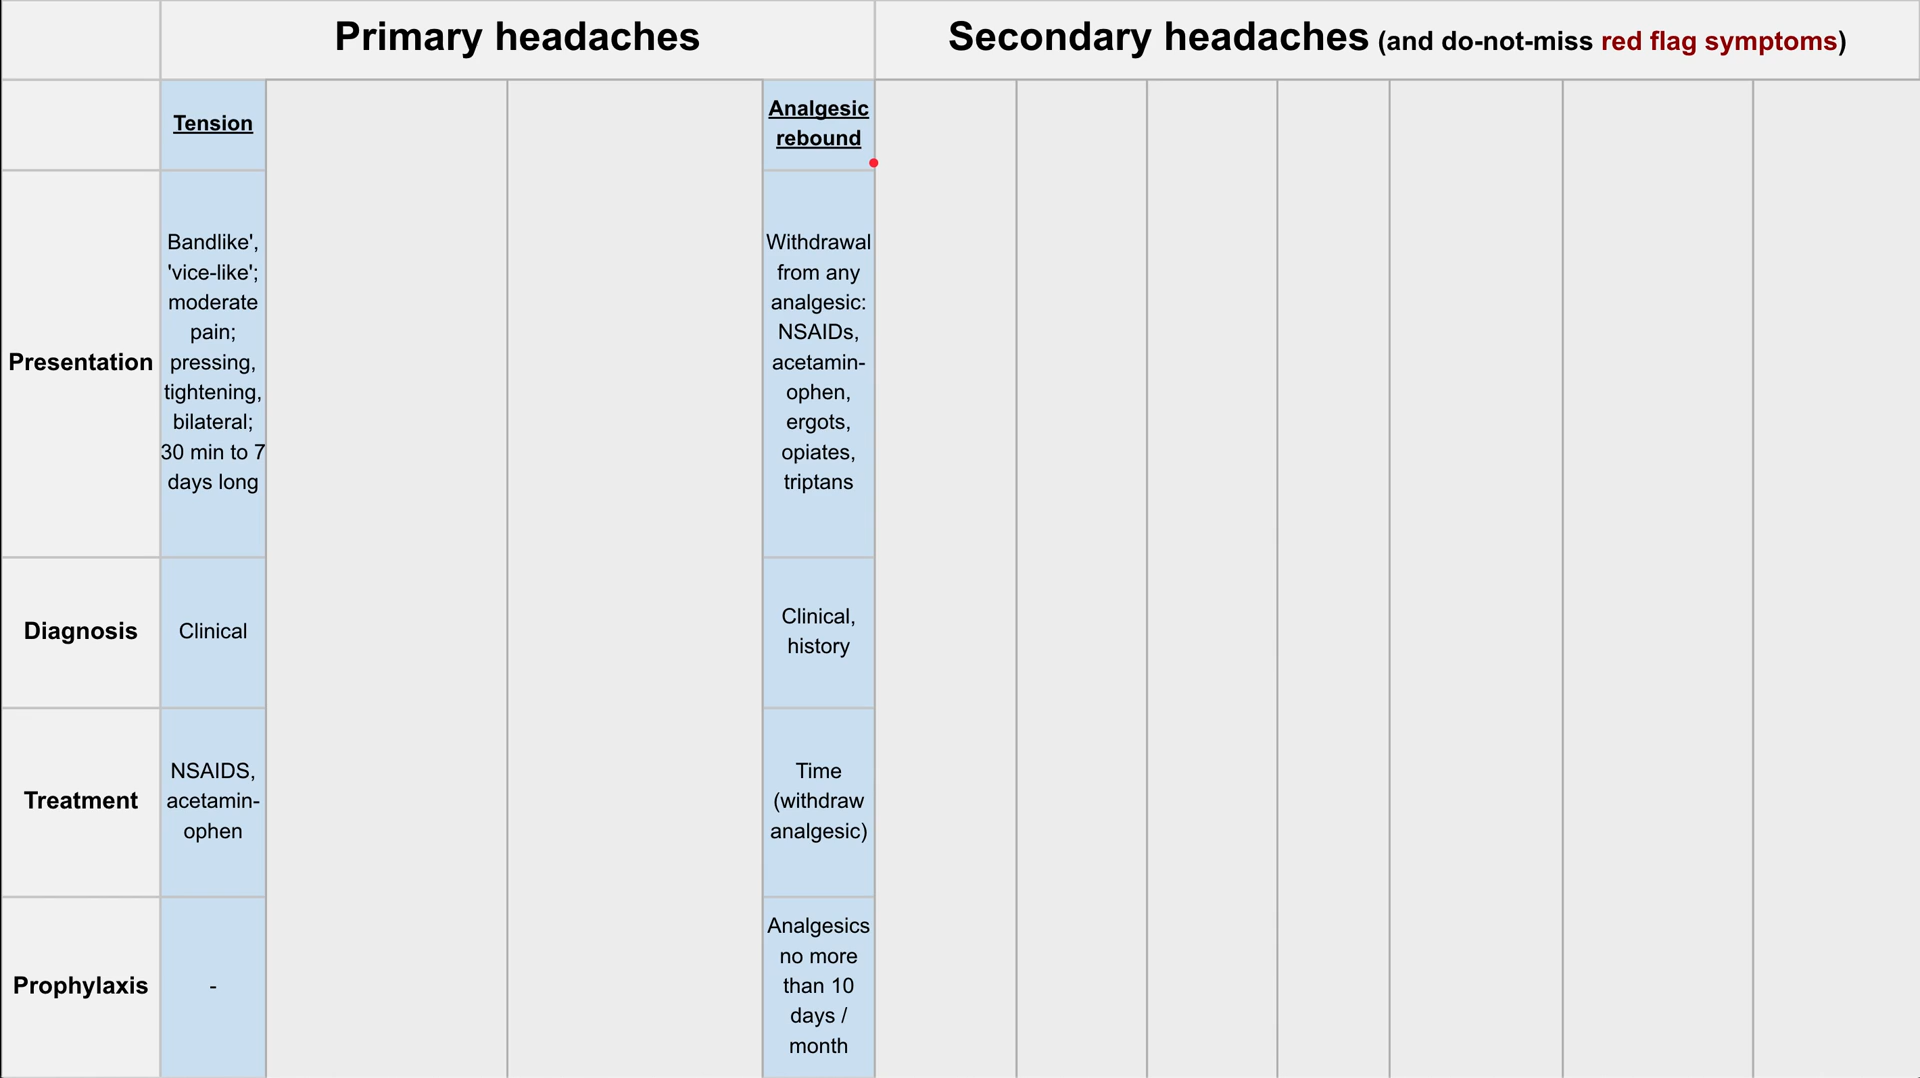 Primary headaches
Secondary headaches (and do-not-miss red flag symptoms)
Tension
Analgesic
rebound
Presentation
Bandlike',
'vice-like';
moderate
pain;
pressing,
tightening,
bilateral;
30 min to 7
days long
Withdrawal
from any
analgesic:
NSAIDs,
acetamin-
ophen,
ergots,
opiates,
triptans
Diagnosis
Clinical
Clinical,
history
Treatment
NSAIDS,
acetamin-
ophen
Time
(withdraw
analgesic)
Prophylaxis
-
Analgesics
no more
than 10
days /
month